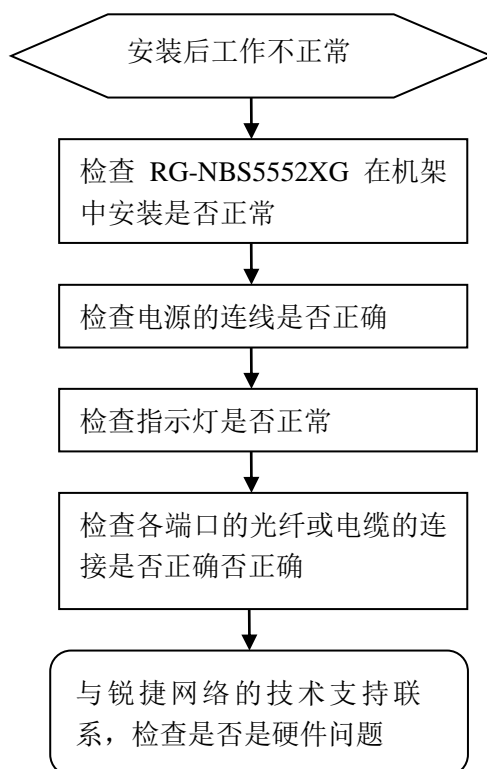 安装后工作不正常
检查 RG-NBS5552XG 在机架
中安装是否正常
检查电源的连线是否正确
检查指示灯是否正常
检查各端口的光纤或电缆的连
接是否正确否正确
与锐捷网络的技术支持联
系，检查是否是硬件问题